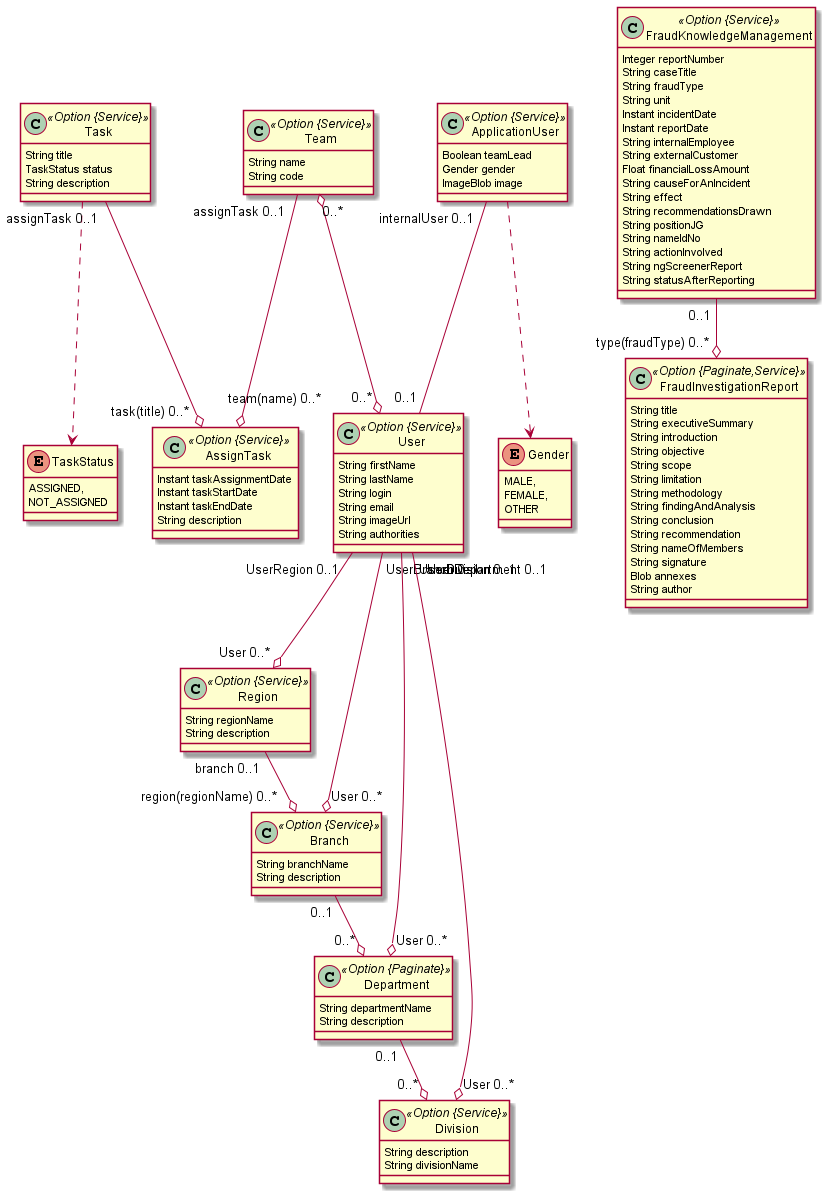 «Option {Service}»
FraudKnowledgeManagement
Integer reportNumber
String caseTitle
String fraudType
String unit
Instant incidentDate
Instant reportDate
String internalEmployee
String externalCustomer
Float financialLossAmount
String causeForAnIncident
String effect
String recommendationsDrawn
String positionJG
String nameIdNo
String actionInvolved
String ngScreenerReport
String statusAfterReporting
C
«Option {Service}»
Task
String title
TaskStatus status
String description
C
«Option {Service}»
Team
String name
String code
C
«Option {Service}»
ApplicationUser
Boolean teamLead
Gender gender
ImageBlob image
C
assignTask 0..1
assignTask 0..1
0..*
internalUser 0..1
0..1
type(fraudType) 0..*
task(title) 0..*
team(name) 0..*
0..*
0..1
E
TaskStatus
ASSIGNED,
NOT_ASSIGNED
C
«Option {Service}»
AssignTask
Instant taskAssignmentDate
Instant taskStartDate
Instant taskEndDate
String description
C
«Option {Service}»
User
String firstName
String lastName
String login
String email
String imageUrl
String authorities
E
Gender
MALE,
FEMALE,
OTHER
C
«Option {Paginate,Service}»
FraudInvestigationReport
String title
String executiveSummary
String introduction
String objective
String scope
String limitation
String methodology
String findingAndAnalysis
String conclusion
String recommendation
String nameOfMembers
String signature
Blob annexes
String author
C
UserRegion 0..1
0..1
User 0..*
«Option {Service}»
Region
String regionName
String description
C
branch 0..1
region(regionName) 0..*
User 0..*
«Option {Service}»
Branch
String branchName
String description
C
0..1
0..*
User 0..*
«Option {Paginate}»
Department
String departmentName
String description
C
0..1
0..*
User 0..*
«Option {Service}»
Division
String description
String divisionName
C